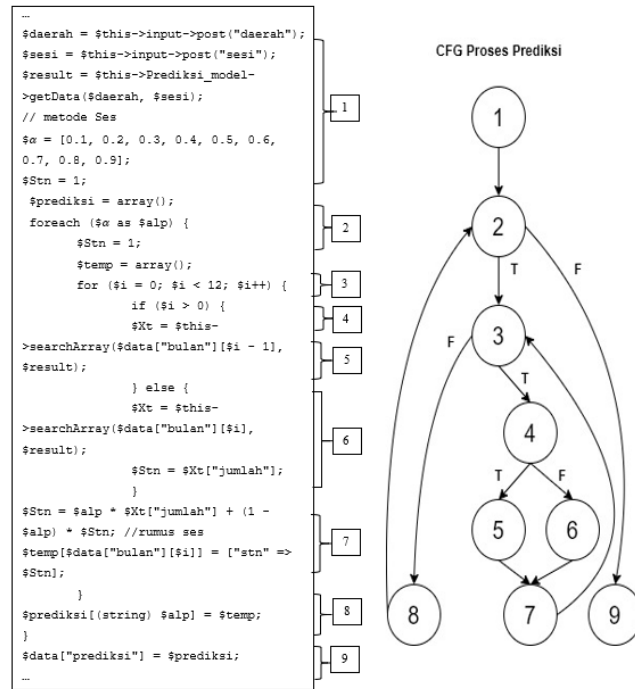 …
$daerah = $this->input->post("daerah");
$sesi = $this->input->post("sesi");
$result = $this->Prediksi_model-
>getData($daerah, $sesi);
// metode Ses
$α = [0.1, 0.2, 0.3, 0.4, 0.5, 0.6,
0.7, 0.8, 0.9];
$Stn = 1;
$prediksi = array();
foreach ($α as $alp) {
$Stn = 1;
$temp = array();
for ($i = 0; $i < 12; $i++) {
if ($i > 0) {
$Xt = $this-
>searchArray($data["bulan"][$i - 1],
$result);
} else {
$Xt = $this-
>searchArray($data["bulan"][$i],
$result);
$Stn = $Xt["jumlah"];
}
$Stn = $alp * $Xt["jumlah"] + (1 -
$alp) * $Stn; //rumus ses
$temp[$data["bulan"][$i]] = ["stn" =>
$Stn];
}
$prediksi[(string) $alp] = $temp;
}
$data["prediksi"] = $prediksi;
…
1
2
3
4
5
6
7
8
9
CFG Proses Prediksi
1
2
T
F
3
F
T
4
T
F
5
6
8
7
9